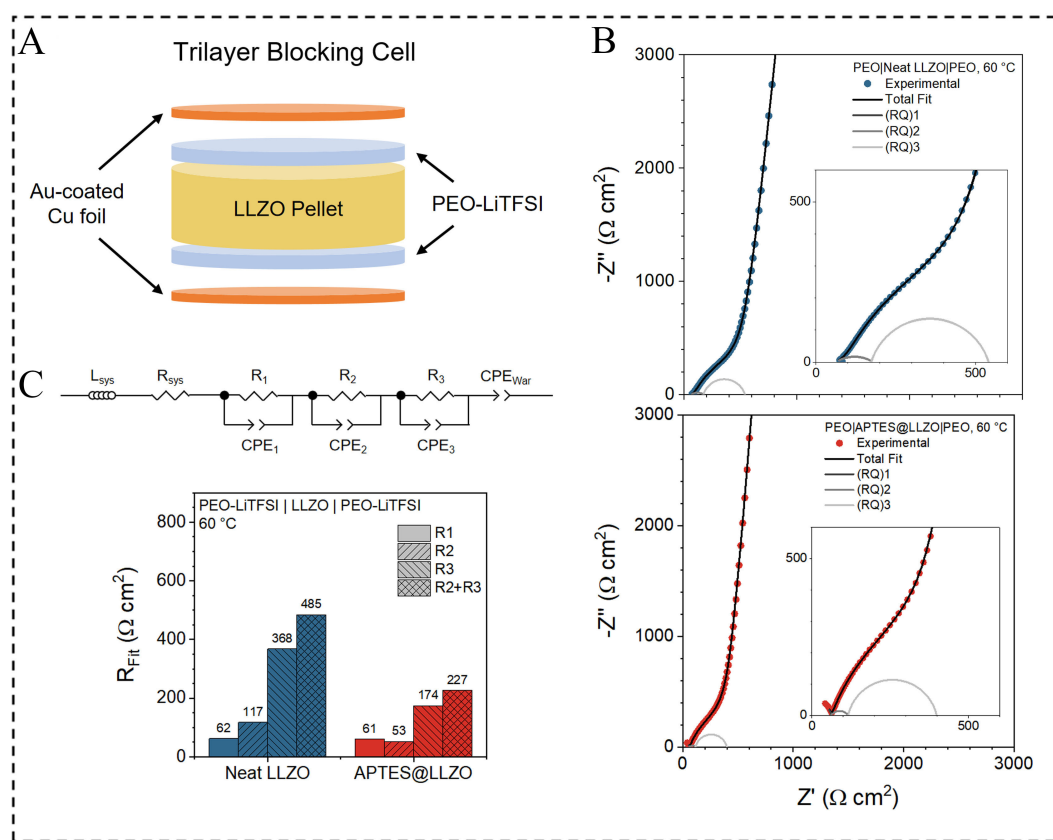 A
Trilayer Blocking Cell
Au-coated
Cu foil
LLZO Pellet
PEO-LiTFSI
B
3000
2000
1000
0
-Z'' (Ω cm2)
PEO|Neat LLZO|PEO, 60 °C
Experimental
Total Fit
(RQ)1
(RQ)2
(RQ)3
500
0
0
500
3000
2000
1000
0
-Z'' (Ω cm2)
PEO|APTES@LLZO|PEO, 60 °C
Experimental
Total Fit
(RQ)1
(RQ)2
(RQ)3
500
0
0
500
0
1000
2000
3000
Z' (Ω cm2)
C
Lsys
Rsys
R1
R2
R3
CPEWar
CPE1
CPE2
CPE3
PEO-LiTFSI | LLZO | PEO-LiTFSI
60 °C
R1
R2
R3
R2+R3
800
600
400
200
0
RFit (Ω cm2)
62
117
368
485
61
53
174
227
Neat LLZO
APTES@LLZO